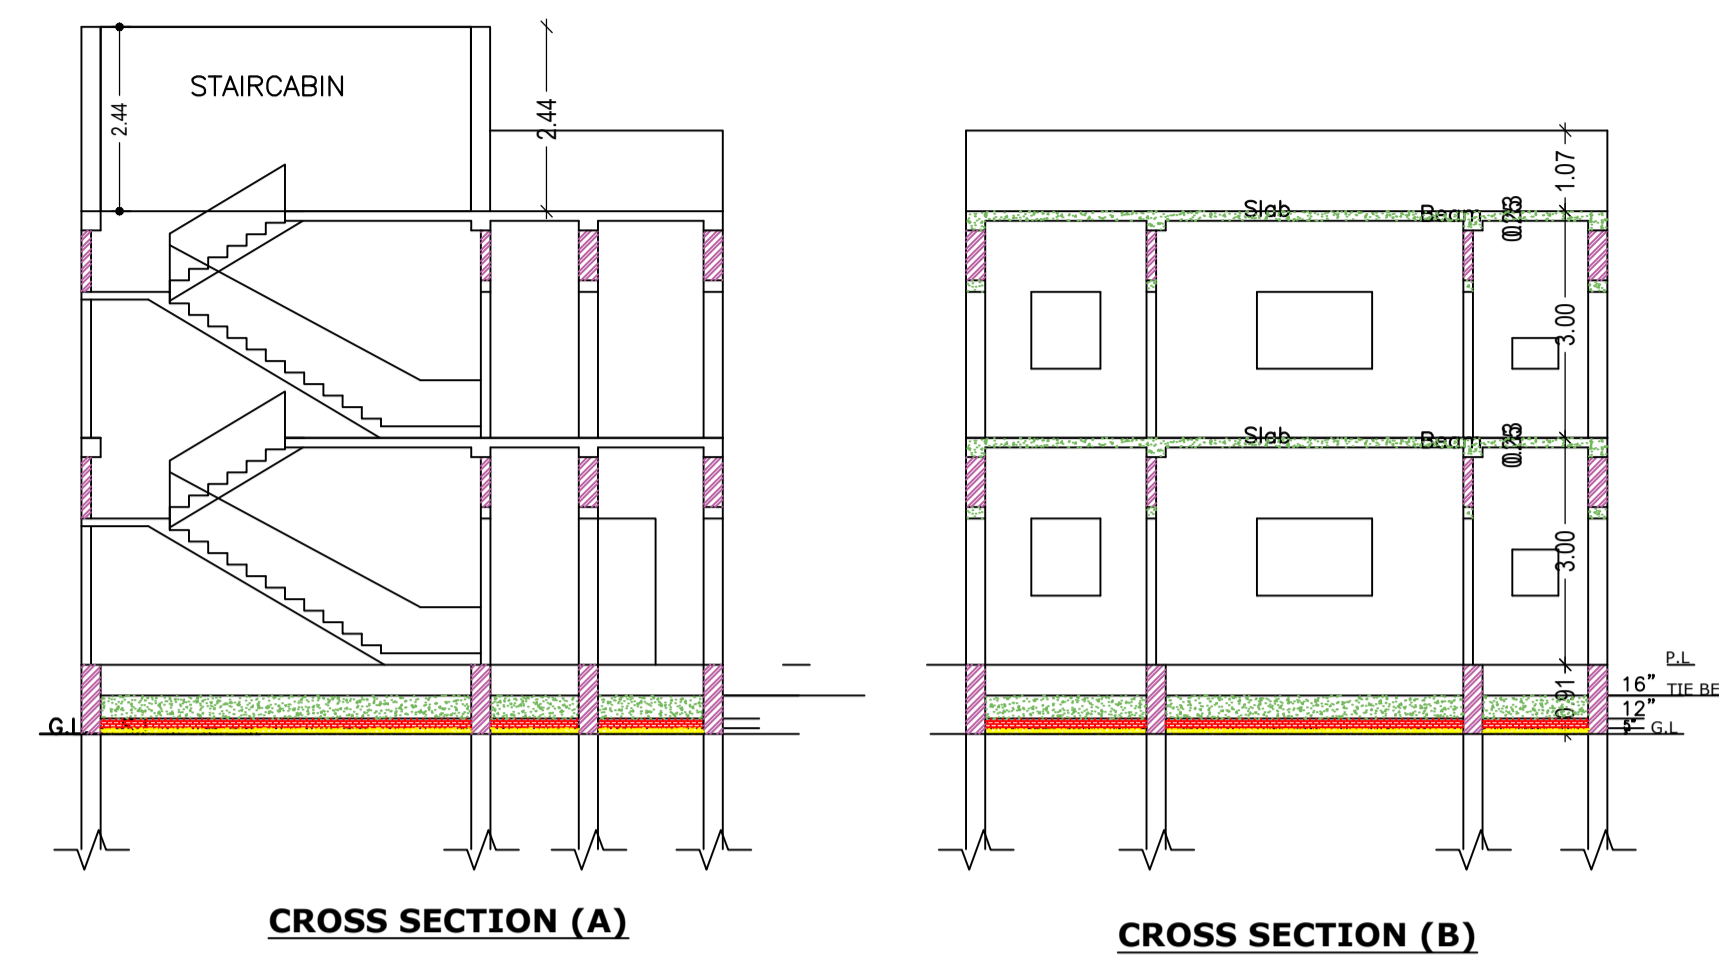 STAIRCABIN
2.44
2.44
G.L
CROSS SECTION (A)
1.07
Slab
Beam
3.00
Slab
Beam
3.00
0.91
P.L
16"
TIE BE
12"
5"
G.L
CROSS SECTION (B)